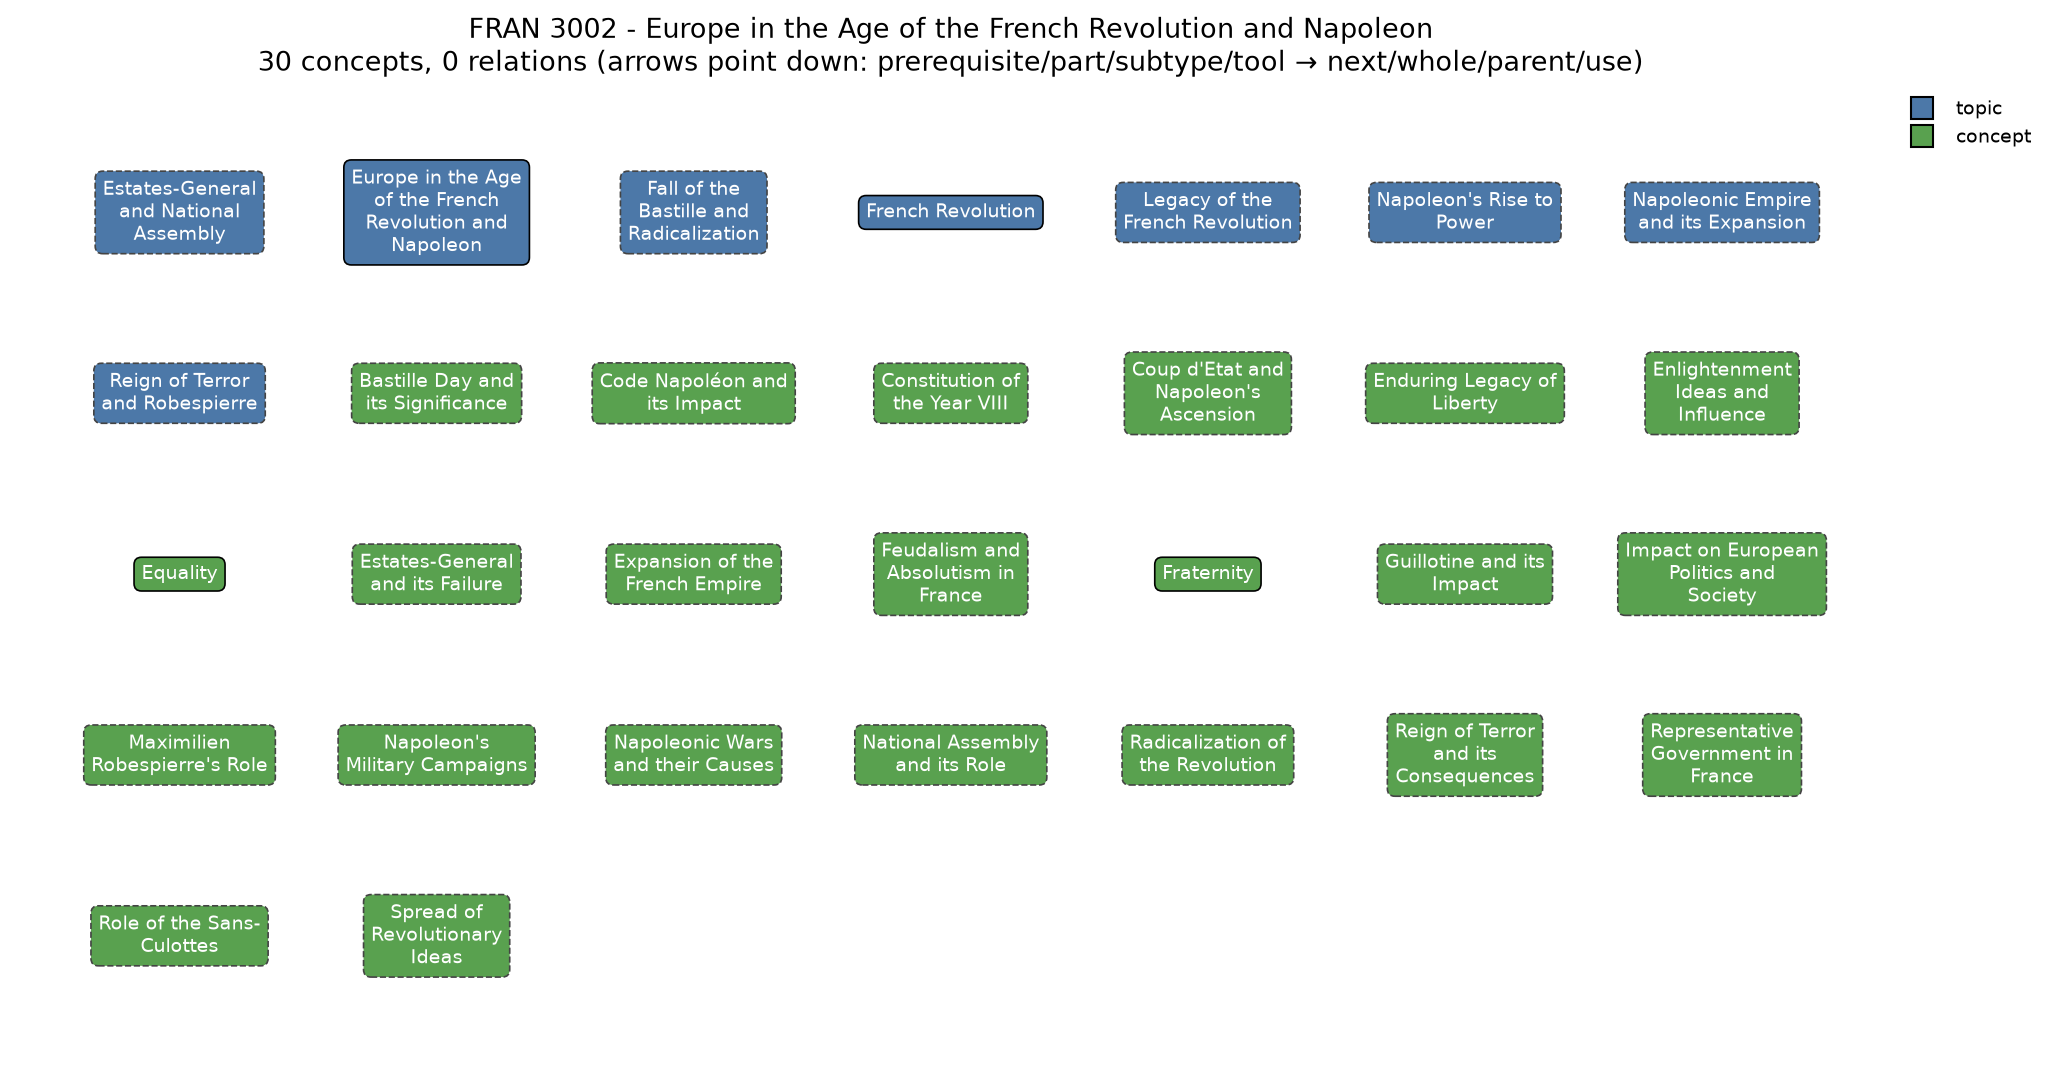 FRAN 3002 - Europe in the Age of the French Revolution and Napoleon
30 concepts, 0 relations (arrows point down: prerequisite/part/subtype/tool → next/whole/parent/use)
topic
concept
Estates-General
and National
Assembly
Europe in the Age
of the French
Revolution and
Napoleon
Fall of the
Bastille and
Radicalization
French Revolution
Legacy of the
French Revolution
Napoleon's Rise to
Power
Napoleonic Empire
and its Expansion
Reign of Terror
and Robespierre
Bastille Day and
its Significance
Code Napoléon and
its Impact
Constitution of
the Year VIII
Coup d'Etat and
Napoleon's
Ascension
Enduring Legacy of
Liberty
Enlightenment
Ideas and
Influence
Equality
Estates-General
and its Failure
Expansion of the
French Empire
Feudalism and
Absolutism in
France
Fraternity
Guillotine and its
Impact
Impact on European
Politics and
Society
Maximilien
Robespierre's Role
Napoleon's
Military Campaigns
Napoleonic Wars
and their Causes
National Assembly
and its Role
Radicalization of
the Revolution
Reign of Terror
and its
Consequences
Representative
Government in
France
Role of the Sans-
Culottes
Spread of
Revolutionary
Ideas